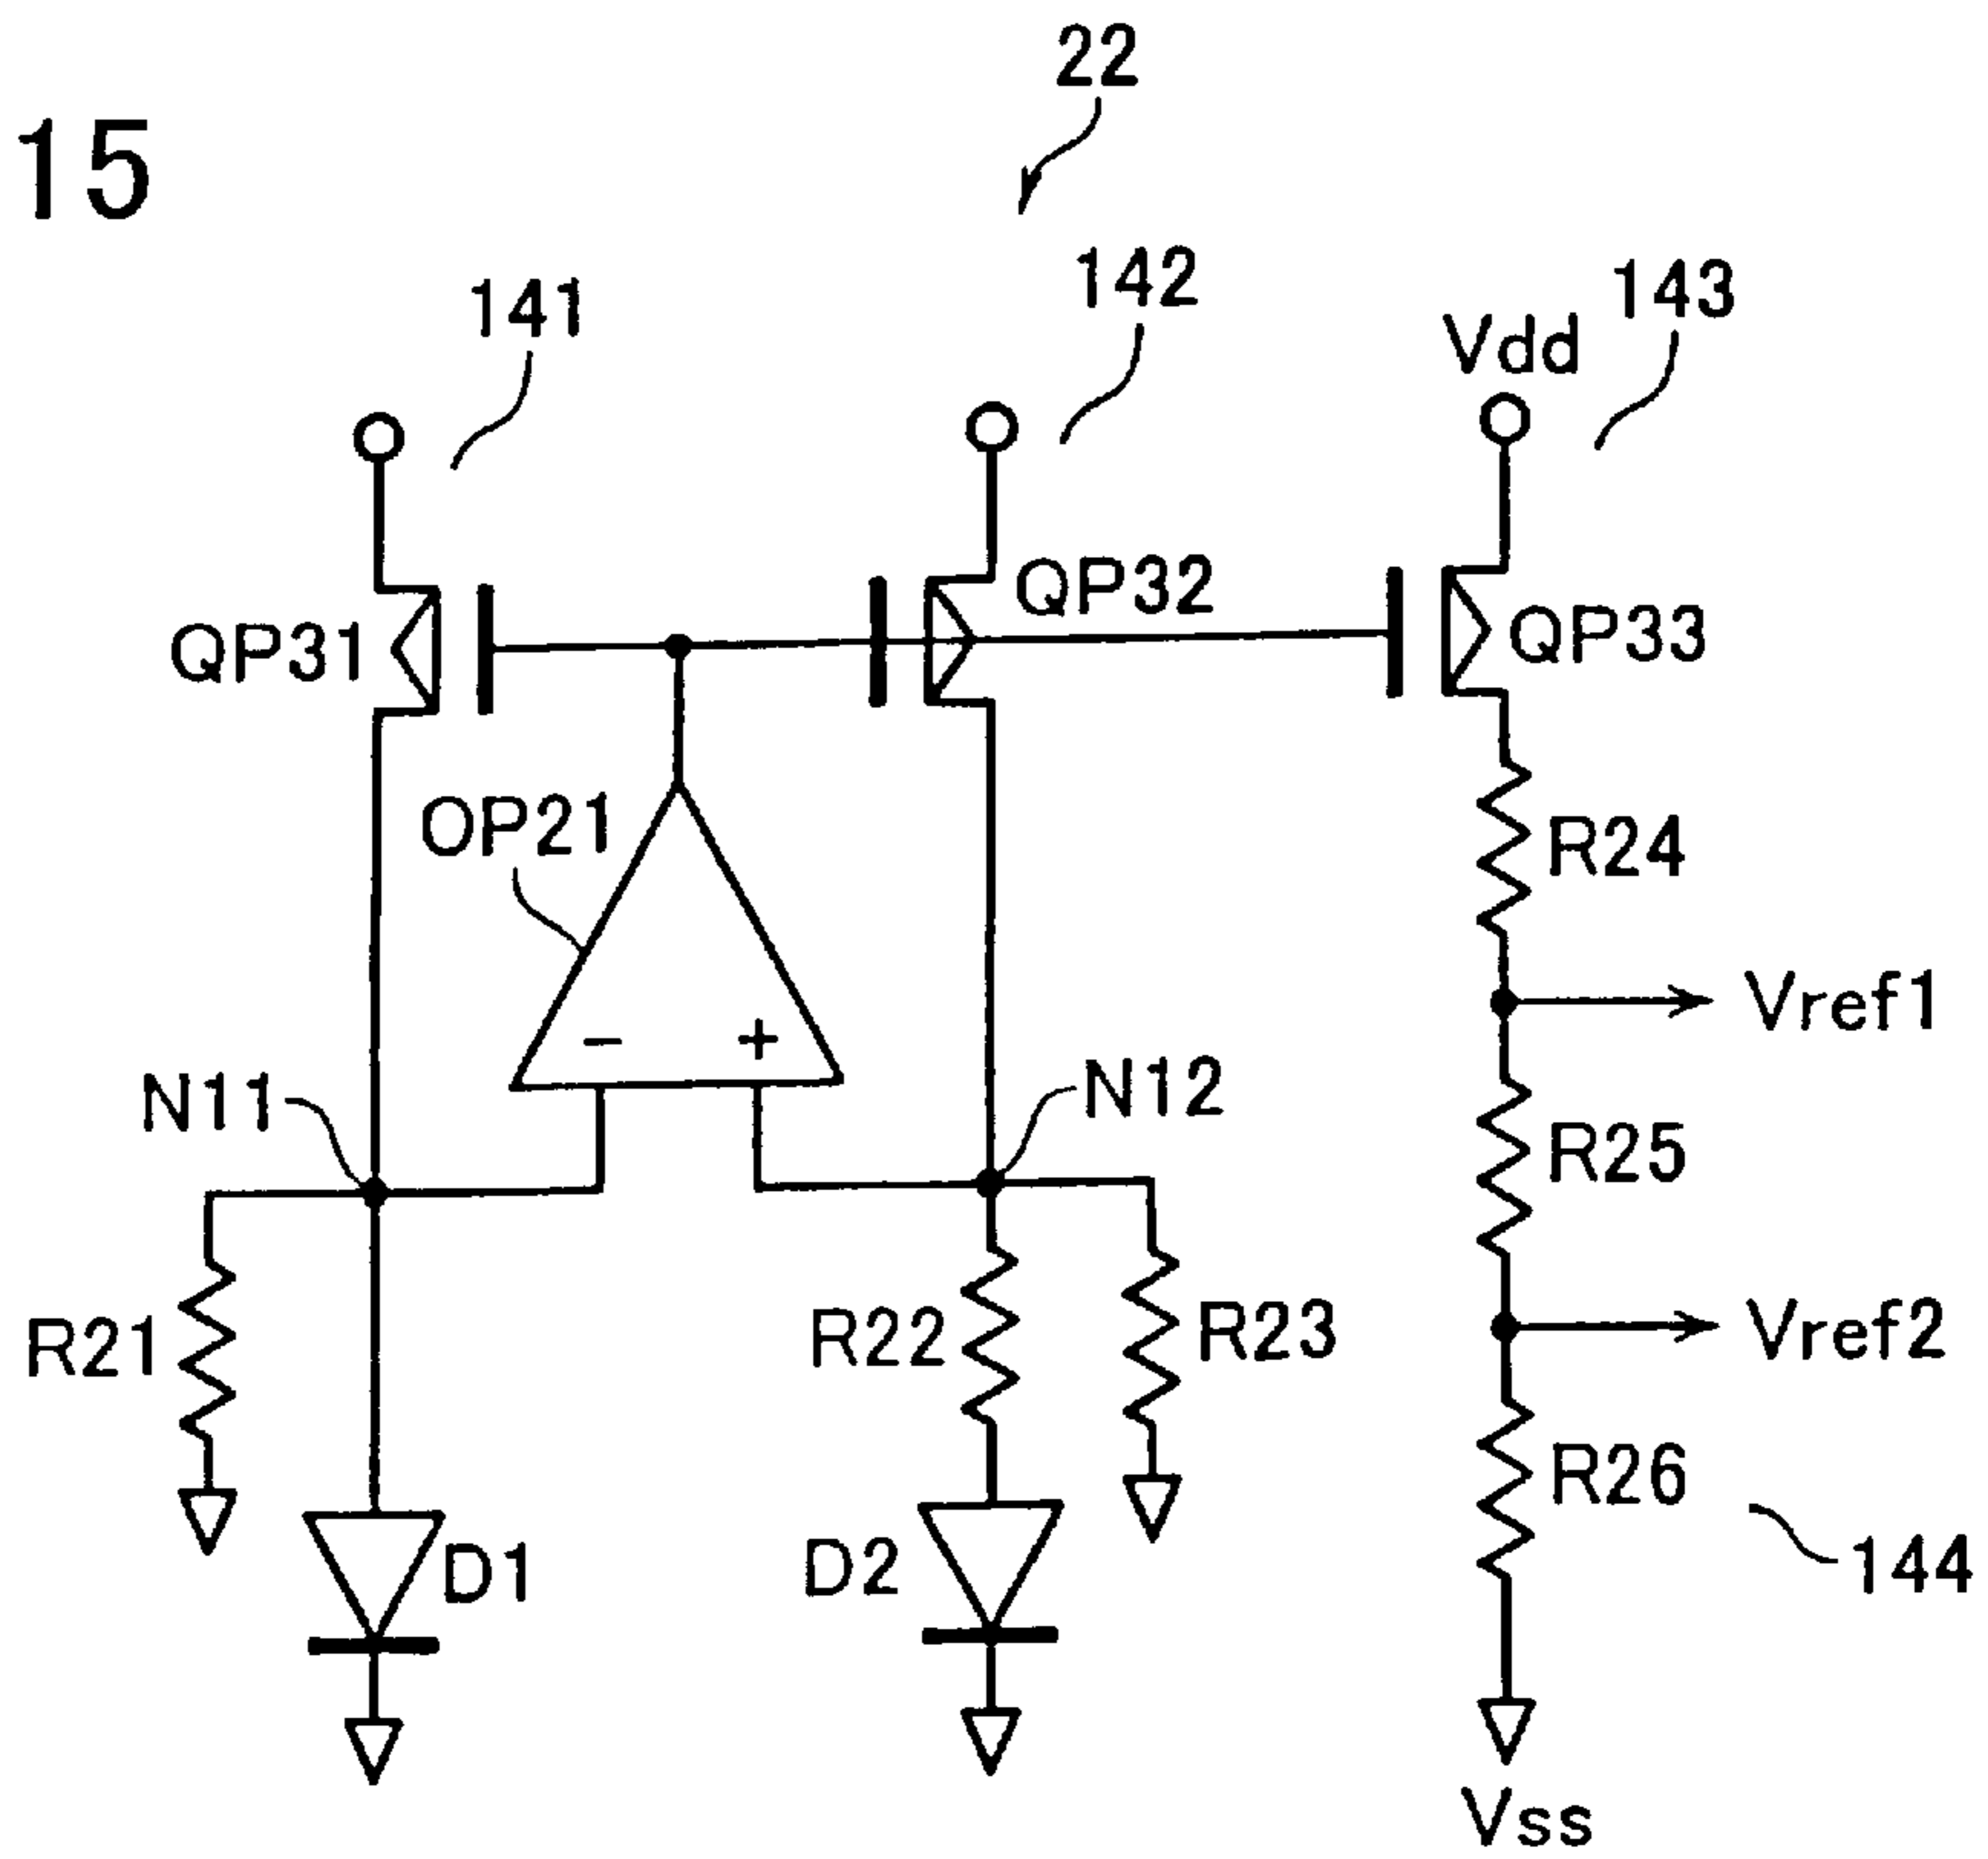 22
15
141
142
143
Vdd
QP31
QP32
QP33
OP21
R24
−
+
Vref1
N11
N12
R25
R21
R22
R23
Vref2
R26
D1
D2
144
Vss